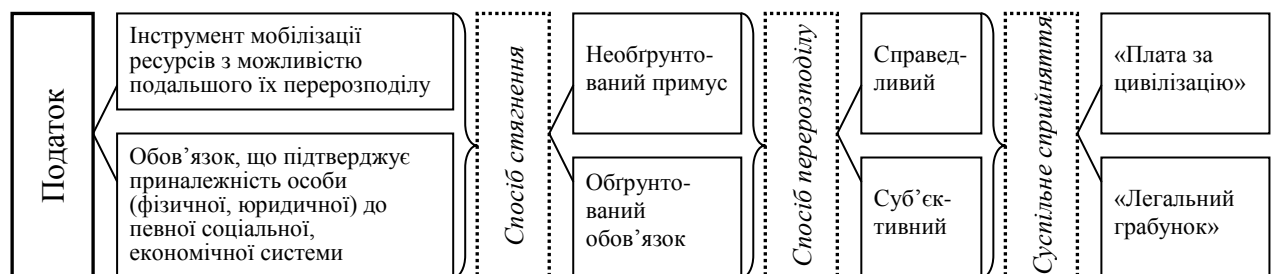 Податок
Інструмент мобілізації
ресурсів з можливістю
подальшого їх перерозподілу
Обов’язок, що підтверджує
приналежність особи
(фізичної, юридичної) до
певної соціальної,
економічної системи
Спосіб стягнення
Необґрунто-
ваний примус
Обґрунто-
ваний
обов’язок
Спосіб перерозподілу
Справед-
ливий
Суб’єк-
тивний
Суспільне сприйняття
«Плата за
цивілізацію»
«Легальний
грабунок»